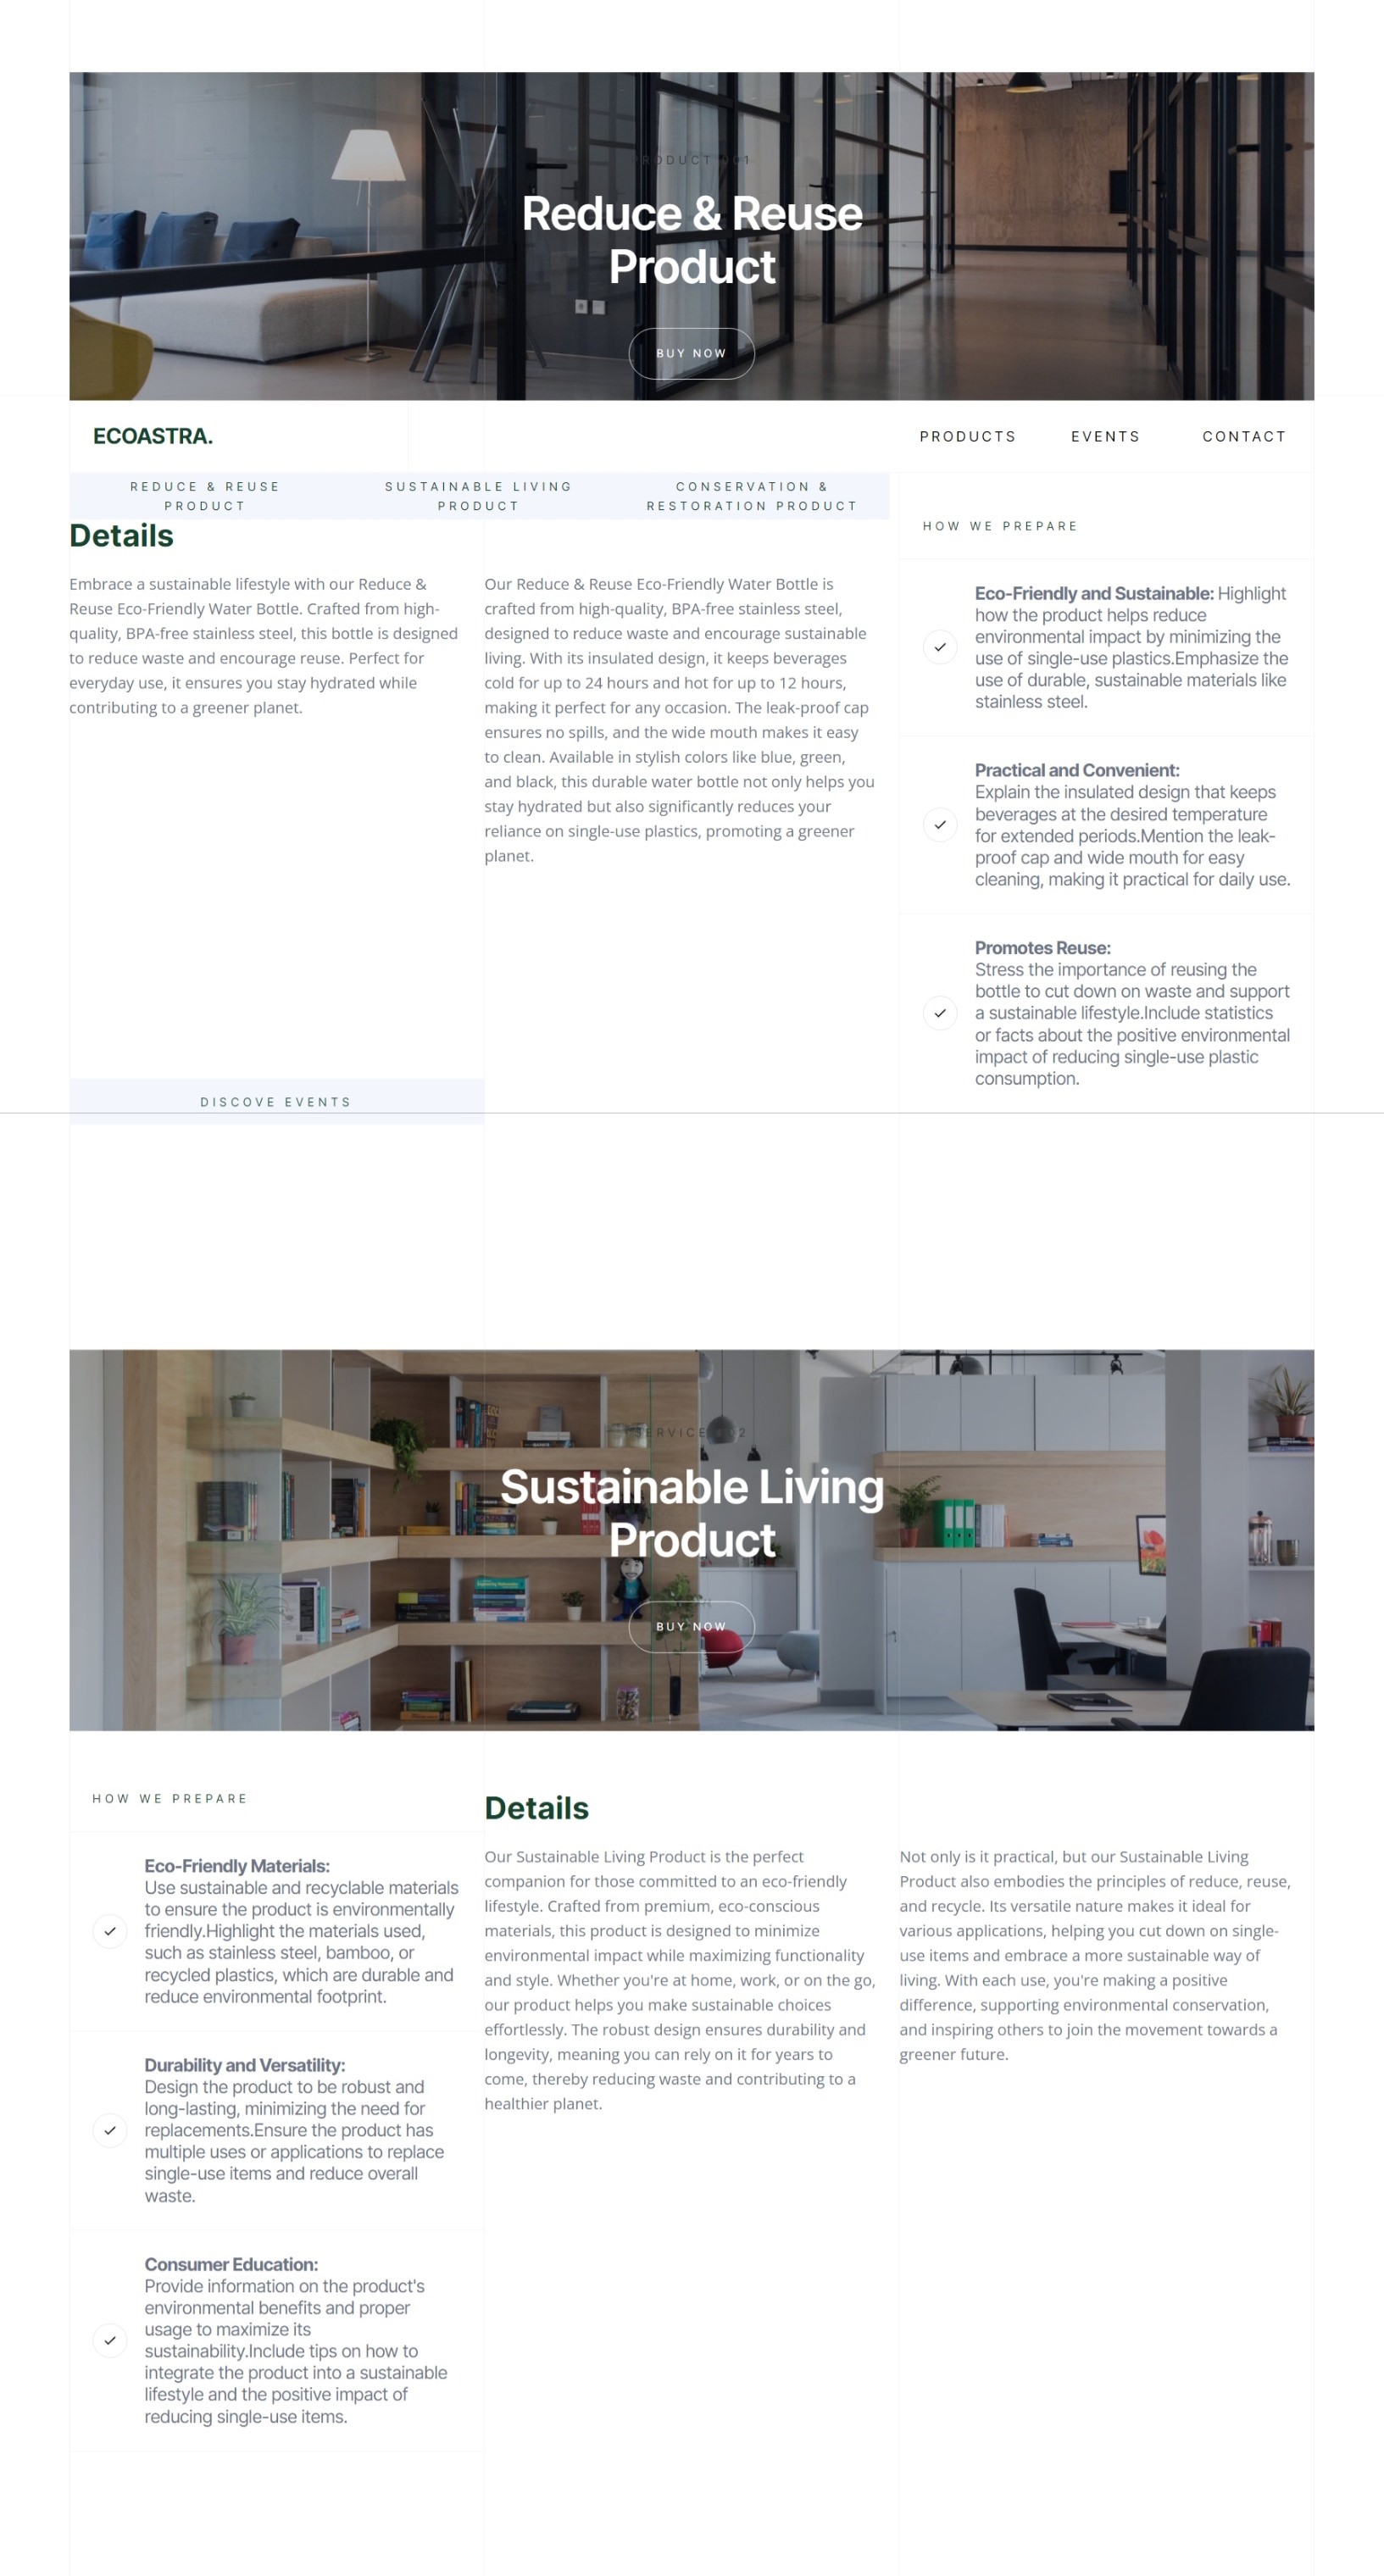 PRODUCT 001
Reduce & Reuse
Product
BUY NOW
ECOASTRA.
PRODUCTS
EVENTS
CONTACT
REDUCE & REUSE
PRODUCT
SUSTAINABLE LIVING
PRODUCT
CONSERVATION &
RESTORATION PRODUCT
Details
Embrace a sustainable lifestyle with our Reduce &
Reuse Eco-Friendly Water Bottle. Crafted from high-
quality, BPA-free stainless steel, this bottle is designed
to reduce waste and encourage reuse. Perfect for
everyday use, it ensures you stay hydrated while
contributing to a greener planet.
Our Reduce & Reuse Eco-Friendly Water Bottle is
crafted from high-quality, BPA-free stainless steel,
designed to reduce waste and encourage sustainable
living. With its insulated design, it keeps beverages
cold for up to 24 hours and hot for up to 12 hours,
making it perfect for any occasion. The leak-proof cap
ensures no spills, and the wide mouth makes it easy
to clean. Available in stylish colors like blue, green,
and black, this durable water bottle not only helps you
stay hydrated but also significantly reduces your
reliance on single-use plastics, promoting a greener
planet.
HOW WE PREPARE
Eco-Friendly and Sustainable: Highlight
how the product helps reduce
environmental impact by minimizing the
use of single-use plastics.Emphasize the
use of durable, sustainable materials like
stainless steel.
Practical and Convenient:
Explain the insulated design that keeps
beverages at the desired temperature
for extended periods.Mention the leak-
proof cap and wide mouth for easy
cleaning, making it practical for daily use.
Promotes Reuse:
Stress the importance of reusing the
bottle to cut down on waste and support
a sustainable lifestyle.Include statistics
or facts about the positive environmental
impact of reducing single-use plastic
consumption.
DISCOVE EVENTS
SERVICE
Sustainable Living
Product
BUY NOW
HOW WE PREPARE
Eco-Friendly Materials:
Use sustainable and recyclable materials
to ensure the product is environmentally
friendly.Highlight the materials used,
such as stainless steel, bamboo, or
recycled plastics, which are durable and
reduce environmental footprint.
Durability and Versatility:
Design the product to be robust and
long-lasting, minimizing the need for
replacements.Ensure the product has
multiple uses or applications to replace
single-use items and reduce overall
waste.
Consumer Education:
Provide information on the product's
environmental benefits and proper
usage to maximize its
sustainability.Include tips on how to
integrate the product into a sustainable
lifestyle and the positive impact of
reducing single-use items.
Details
Our Sustainable Living Product is the perfect
companion for those committed to an eco-friendly
lifestyle. Crafted from premium, eco-conscious
materials, this product is designed to minimize
environmental impact while maximizing functionality
and style. Whether you're at home, work, or on the go,
our product helps you make sustainable choices
effortlessly. The robust design ensures durability and
longevity, meaning you can rely on it for years to
come, thereby reducing waste and contributing to a
healthier planet.
Not only is it practical, but our Sustainable Living
Product also embodies the principles of reduce, reuse,
and recycle. Its versatile nature makes it ideal for
various applications, helping you cut down on single-
use items and embrace a more sustainable way of
living. With each use, you're making a positive
difference, supporting environmental conservation,
and inspiring others to join the movement towards a
greener future.